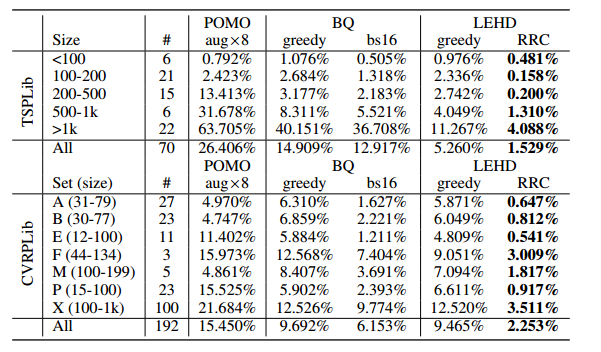 POMO BQ LEHD
Size # aug×8 greedy bs16 greedy RRC
TSPLib
<100 6 0.792% 1.076% 0.505% 0.976% 0.481%
100-200 21 2.423% 2.684% 1.318% 2.336% 0.158%
200-500 15 13.413% 3.177% 2.183% 2.742% 0.200%
500-1k 6 31.678% 8.311% 5.521% 4.049% 1.310%
>1k 22 63.705% 40.151% 36.708% 11.267% 4.088%
All 70 26.406% 14.909% 12.917% 5.260% 1.529%
POMO BQ LEHD
Set (size) # aug×8 greedy bs16 greedy RRC
CVRPLib
A (31-79) 27 4.970% 6.310% 1.627% 5.871% 0.647%
B (30-77) 23 4.747% 6.859% 2.221% 6.049% 0.812%
E (12-100) 11 11.402% 5.884% 1.211% 4.809% 0.541%
F (44-134) 3 15.973% 12.568% 7.404% 9.051% 3.009%
M (100-199) 5 4.861% 8.407% 3.691% 7.094% 1.817%
P (15-100) 23 15.525% 5.902% 2.393% 6.611% 0.917%
X (100-1k) 100 21.684% 12.526% 9.774% 12.520% 3.511%
All 192 15.450% 9.692% 6.153% 9.465% 2.253%